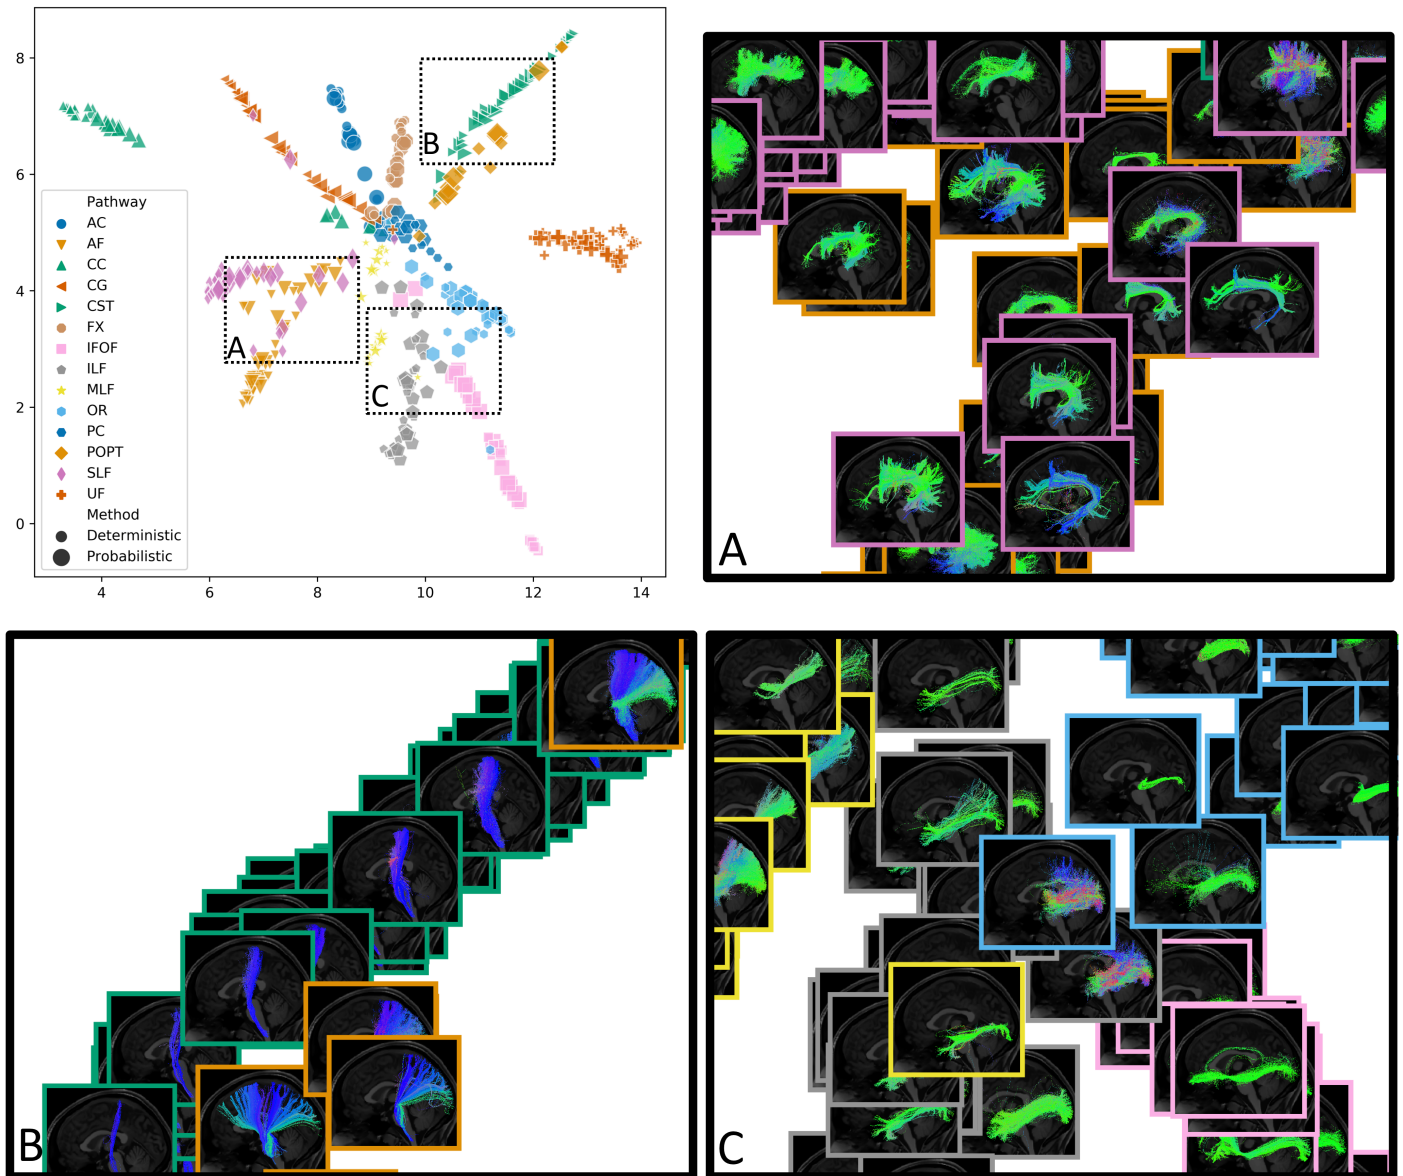 8
6
4
2
0
4
6
8
10
12
14
Pathway
AC
AF
CC
CG
CST
FX
IFOF
ILF
MLF
OR
PC
POPT
SLF
UF
Method
Deterministic
Probabilistic
A
B
C
A
B
C